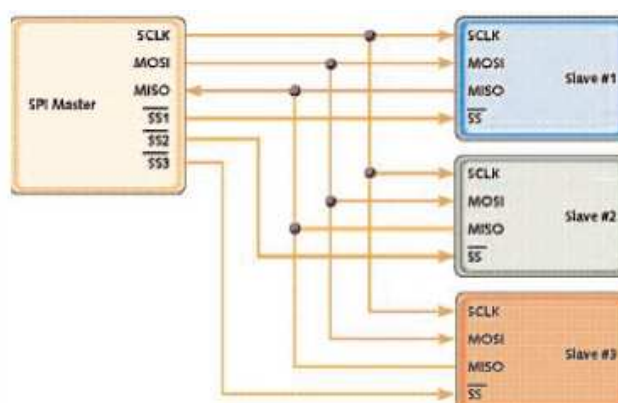 SPI Master
SCLK
MOSI
MISO
SS1
SS2
SS3
SCLK
MOSI
MISO
SS
Slave #1
SCLK
MOSI
MISO
SS
Slave #2
SCLK
MOSI
MISO
SS
Slave #3